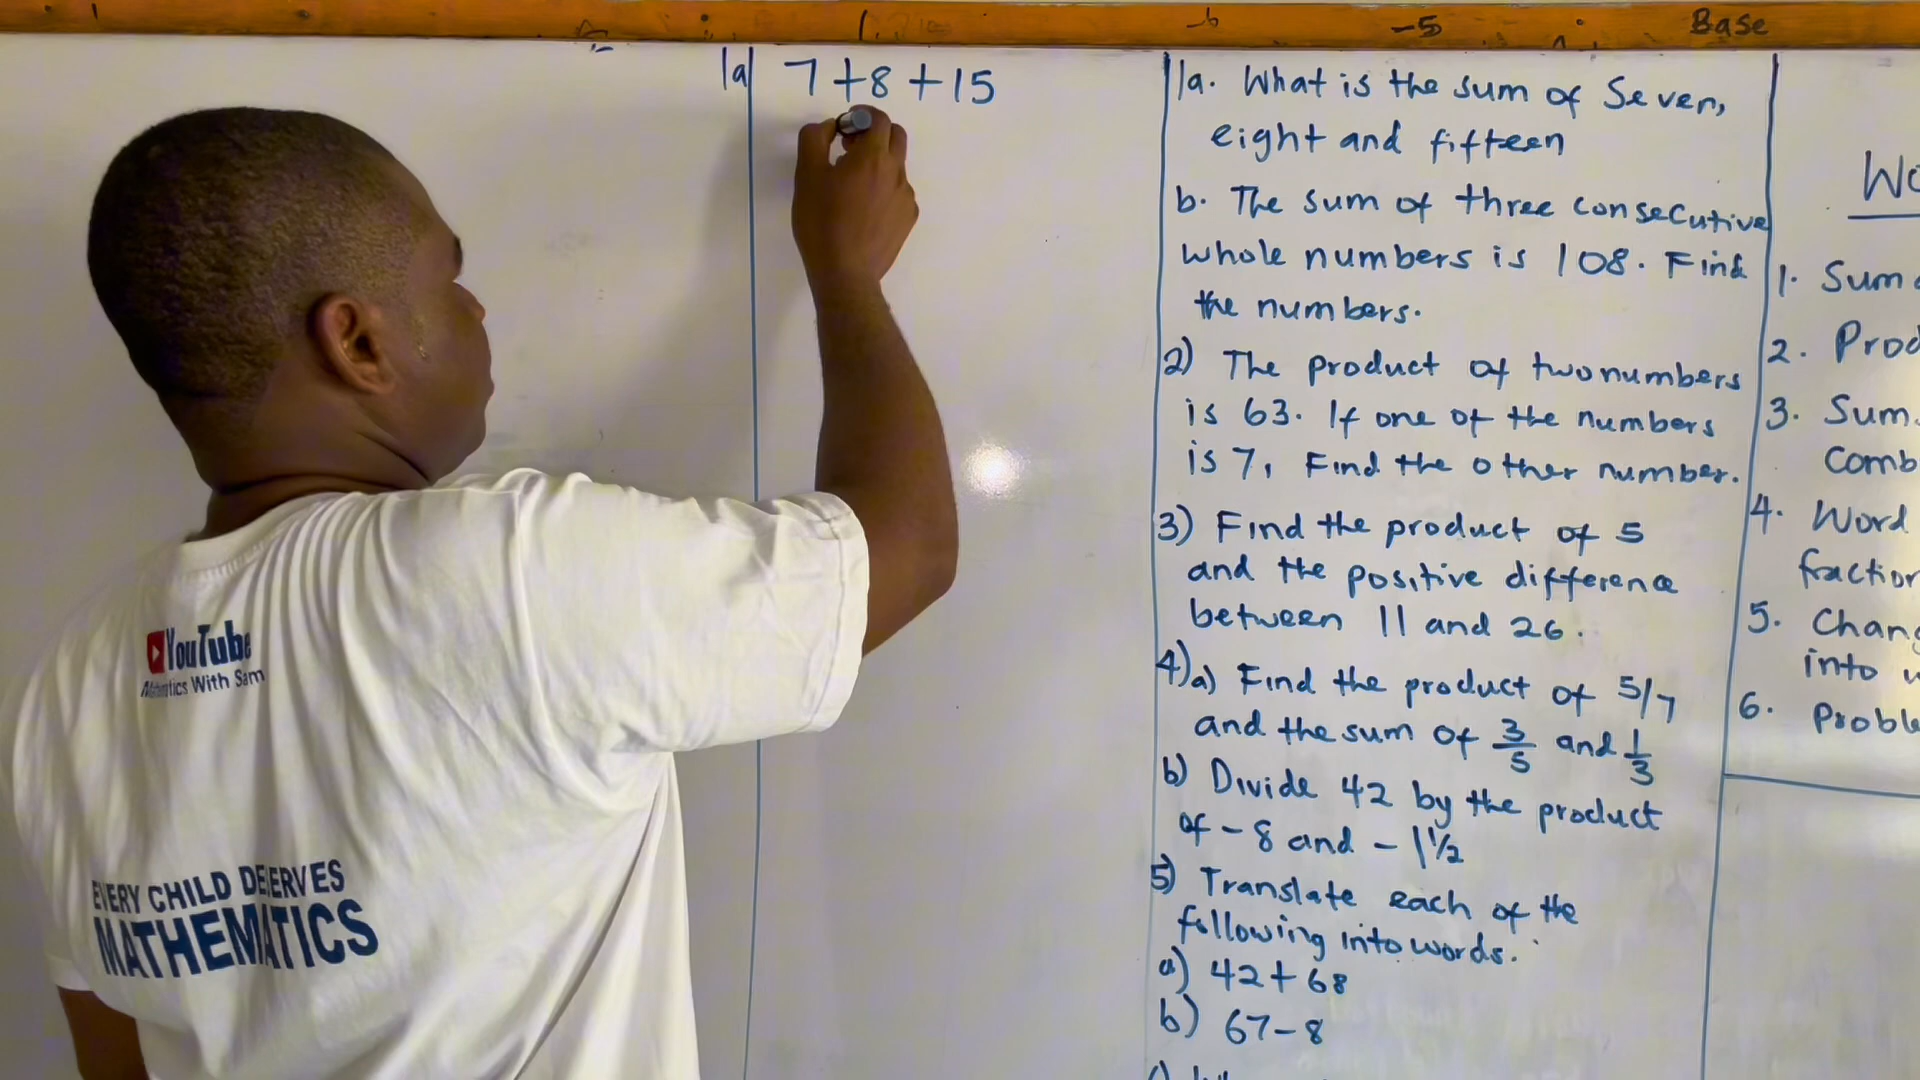 -6 -5 Base
1a 7+8+15
1a. What is the sum of Seven,
eight and fifteen
b. The sum of three consecutive
whole numbers is 108. Find
the numbers.
2) The product of two numbers
is 63. If one of the numbers
is 7, Find the other number.
3) Find the product of 5
and the positive difference
between 11 and 26.
4)a) Find the product of 5/7
and the sum of 3/5 and 1/3
b) Divide 42 by the product
of -8 and -1 1/2
5) Translate each of the
following into words.
a) 42+68
b) 67-8
1. Sum
2.
3. Sum
4. Word
5.
into
6.
YouTube
Mathematics With Sam
EVERY CHILD DESERVES
MATHEMATICS